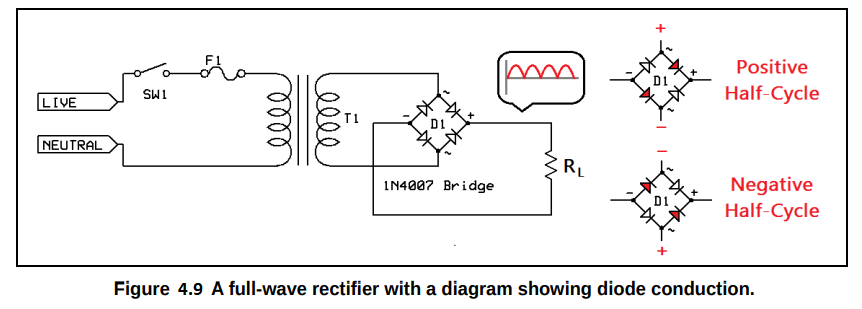 LIVE
NEUTRAL
SW1
F1
T1
~
-
D1
+
~
1N4007 Bridge
RL
+
~
-
D1
+
~
-
Positive
Half-Cycle
-
~
-
D1
+
~
+
Negative
Half-Cycle
Figure 4.9 A full-wave rectifier with a diagram showing diode conduction.